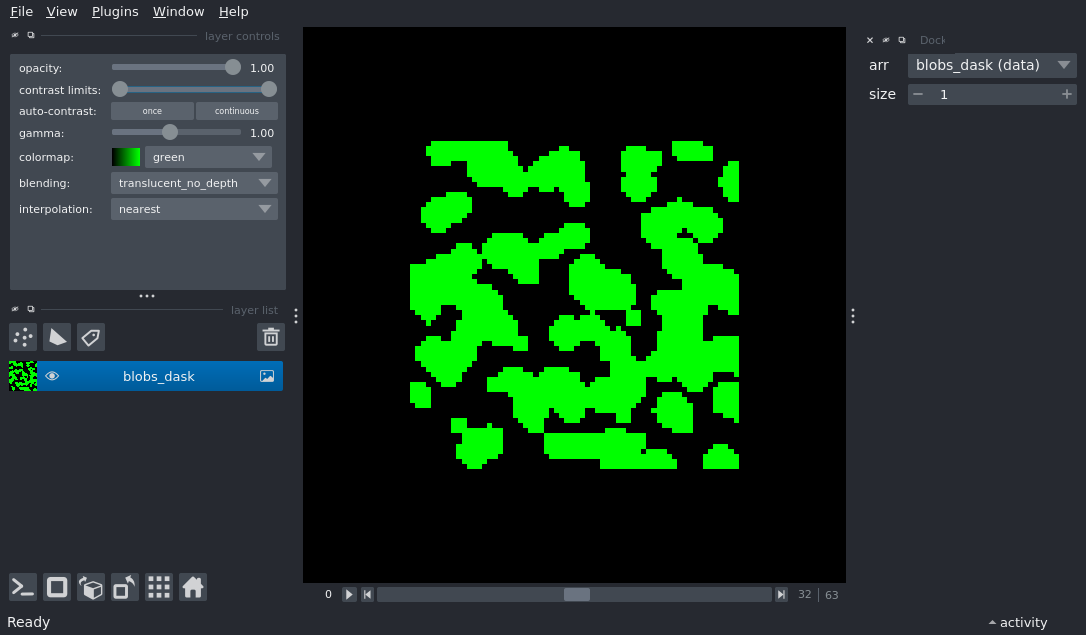 File View Plugins Window Help
layer controls
opacity: 1.00
contrast limits:
auto-contrast: once continuous
gamma: 1.00
colormap: green
blending: translucent_no_depth
interpolation: nearest
layer list
blobs_dask
Dock
arr blobs_dask (data)
size 1
0 32 63
Ready
activity